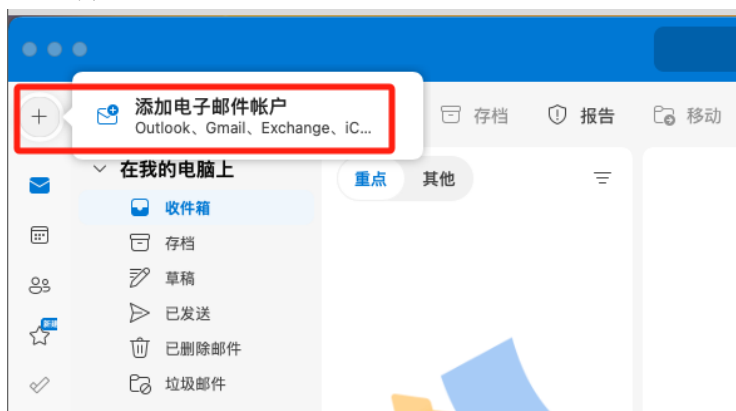 添加电子邮件帐户
Outlook、Gmail、Exchange、iC...
存档
报告
移动
在我的电脑上
重点
其他
收件箱
存档
草稿
新建
已发送
已删除邮件
垃圾邮件